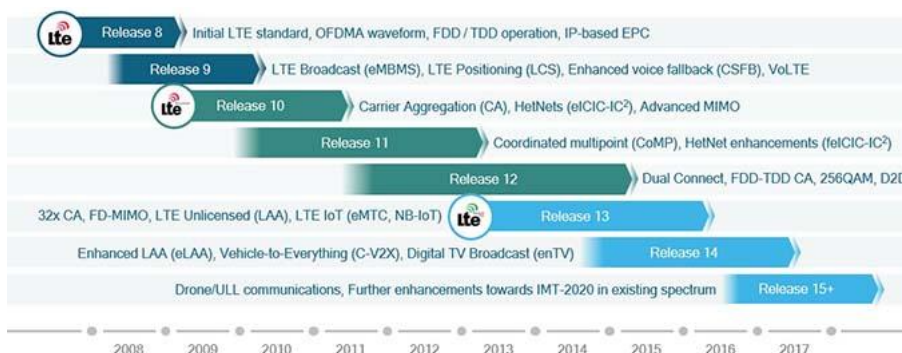 LTE Release 8 Initial LTE standard, OFDMA waveform, FDD / TDD operation, IP-based EPC
Release 9 LTE Broadcast (eMBMS), LTE Positioning (LCS), Enhanced voice fallback (CSFB), VoLTE
LTE Release 10 Carrier Aggregation (CA), HetNets (eICIC-IC²), Advanced MIMO
Release 11 Coordinated multipoint (CoMP), HetNet enhancements (feICIC-IC²)
Release 12 Dual Connect, FDD-TDD CA, 256QAM, D2D
32x CA, FD-MIMO, LTE Unlicensed (LAA), LTE IoT (eMTC, NB-IoT) LTE Release 13
Enhanced LAA (eLAA), Vehicle-to-Everything (C-V2X), Digital TV Broadcast (enTV) Release 14
Drone/ULL communications, Further enhancements towards IMT-2020 in existing spectrum Release 15+
2008 2009 2010 2011 2012 2013 2014 2015 2016 2017